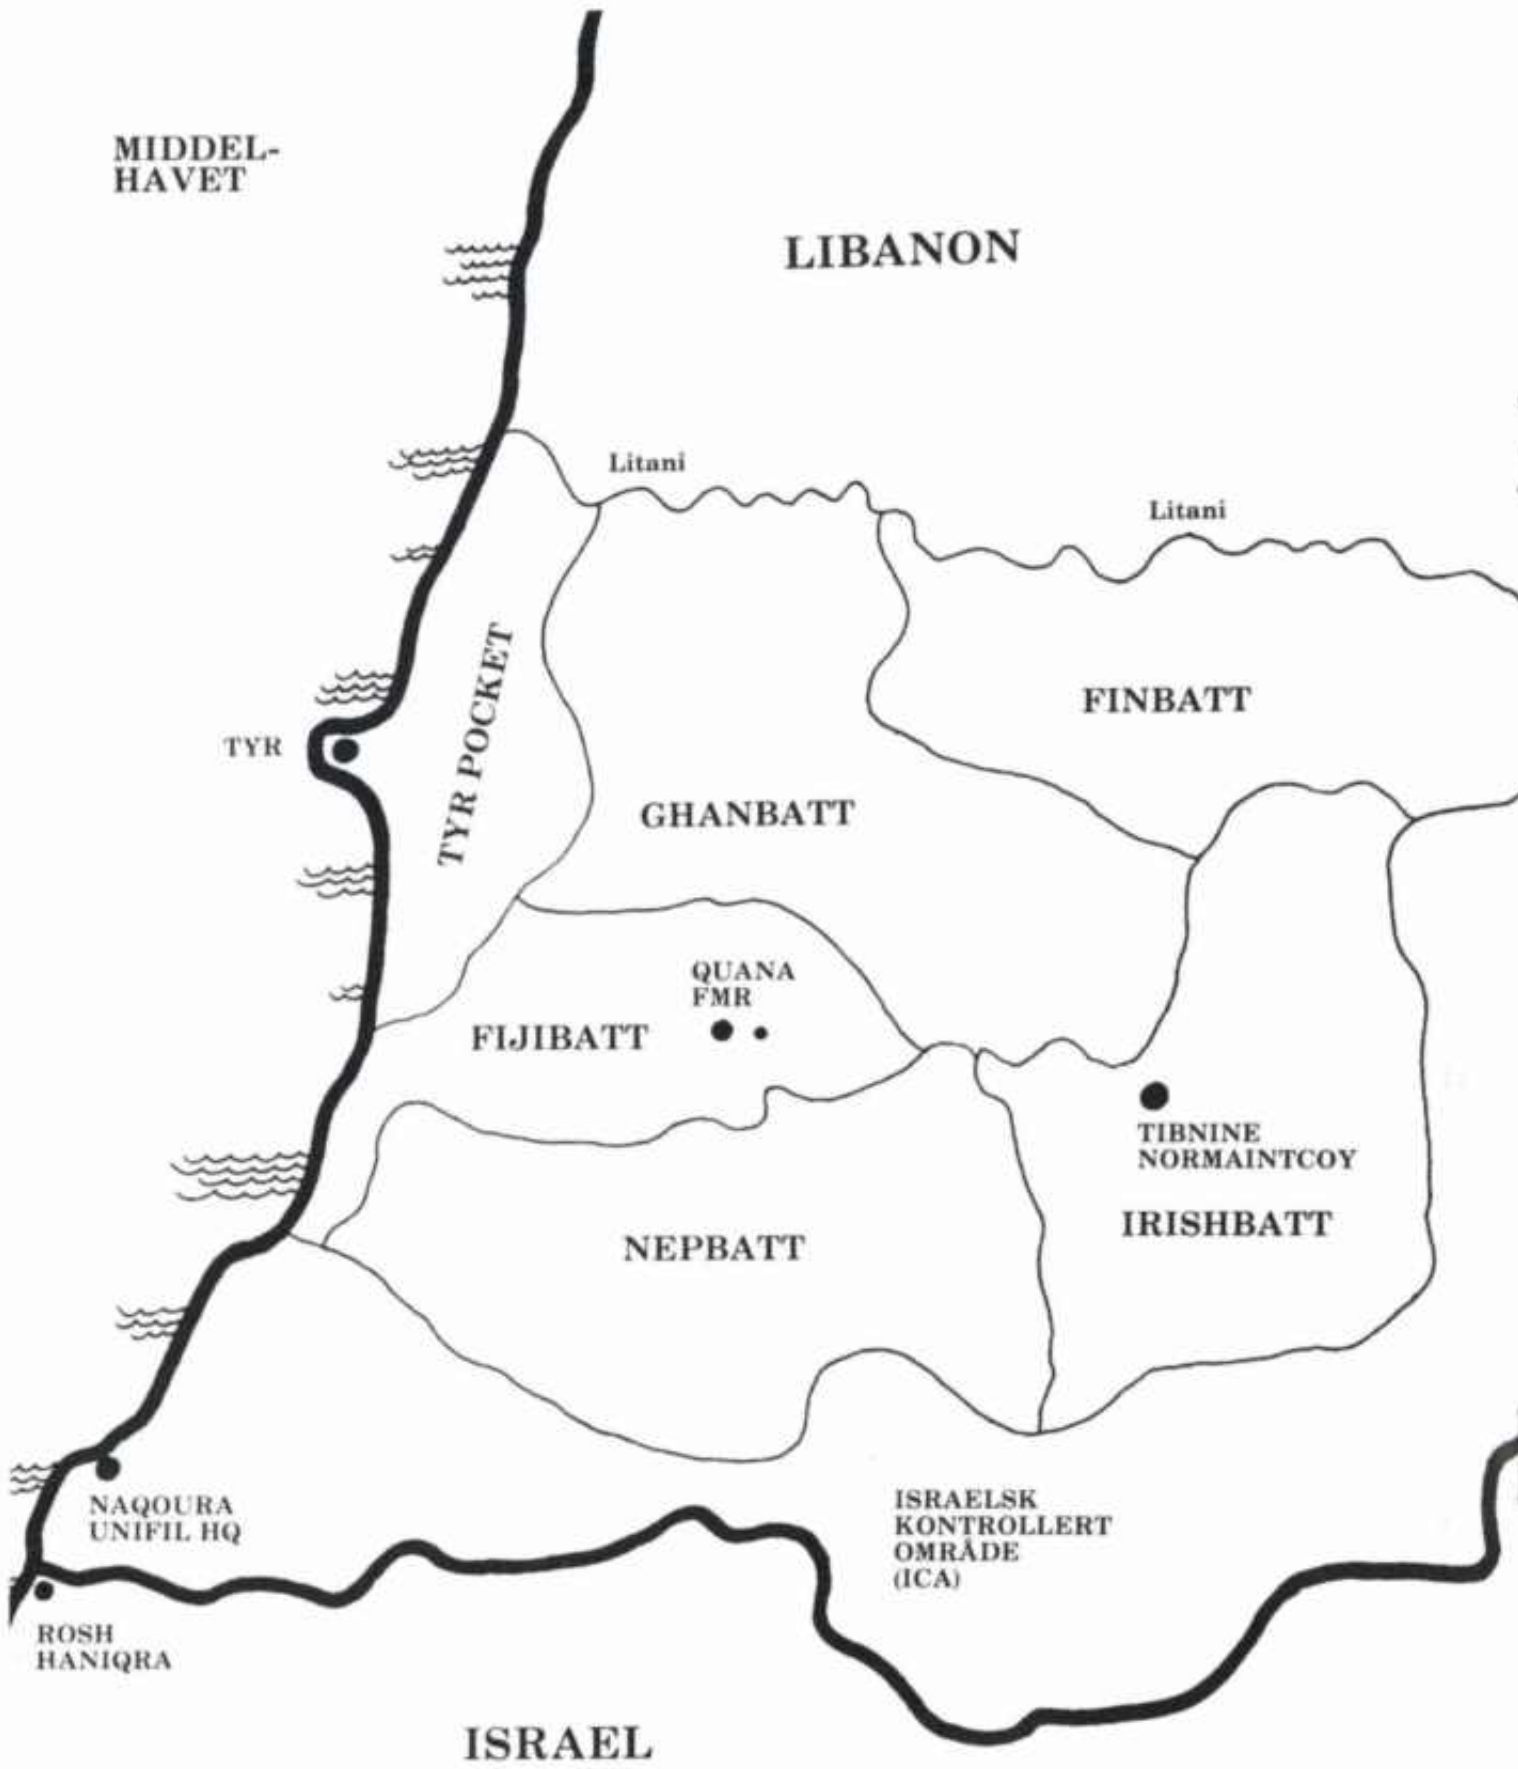 MIDDEL-
HAVET
LIBANON
Litani
Litani
FINBATT
TYR
TYR POCKET
GHANBATT
QUANA
FMR
FIJIBATT
TIBNINE
NORMAINTCOY
IRISHBATT
NEPBATT
NAQOURA
UNIFIL HQ
ISRAELSK
KONTROLLERT
OMRÅDE
(ICA)
ROSH
HANIQRA
ISRAEL